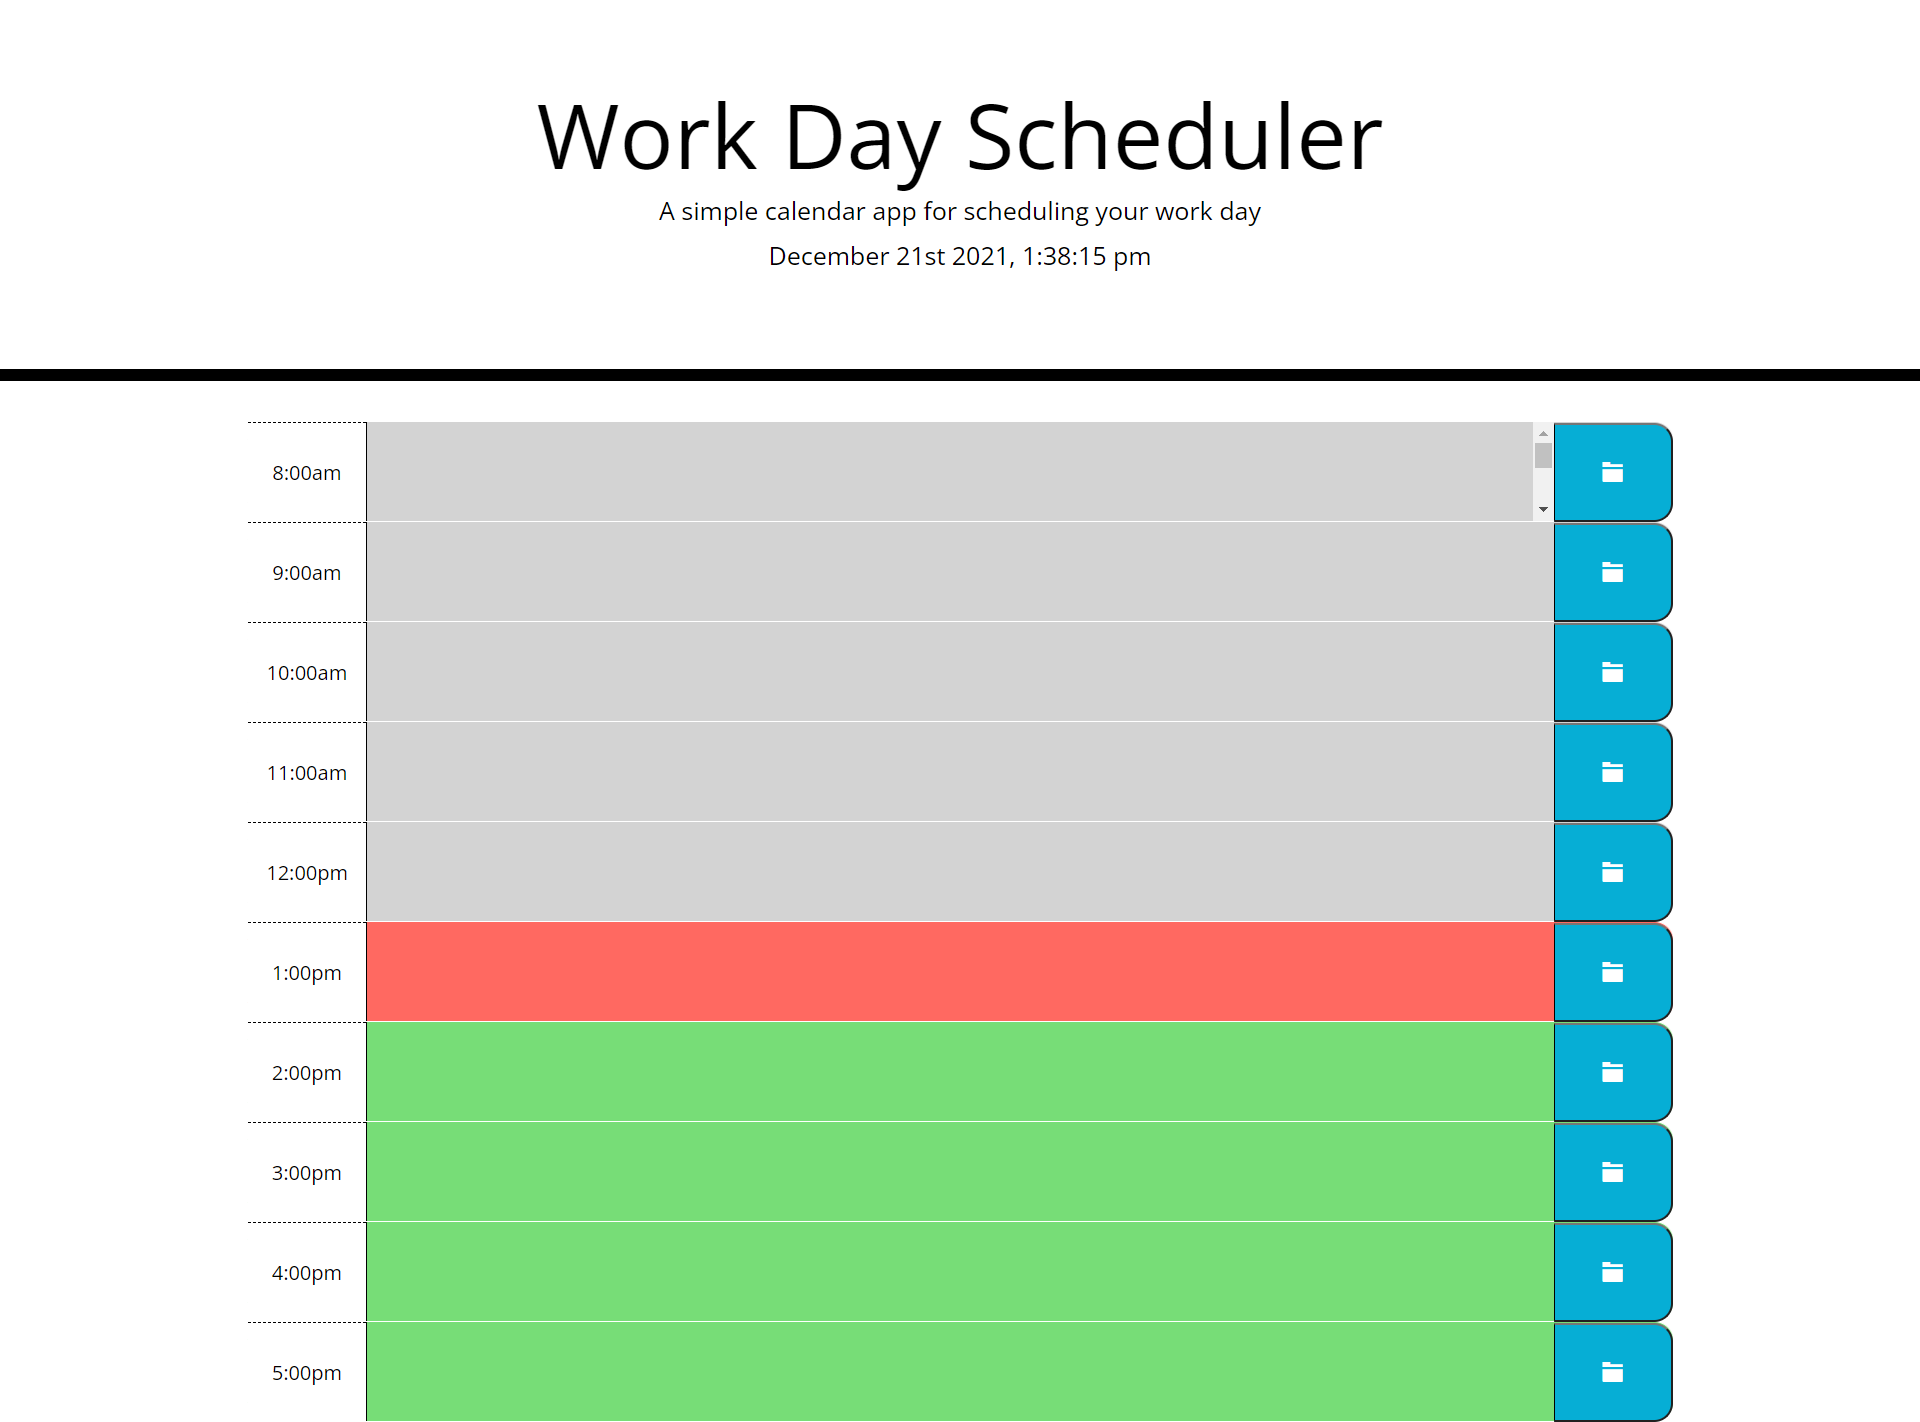 Work Day Scheduler
A simple calendar app for scheduling your work day
December 21st 2021, 1:38:15 pm
8:00am
9:00am
10:00am
11:00am
12:00pm
1:00pm
2:00pm
3:00pm
4:00pm
5:00pm